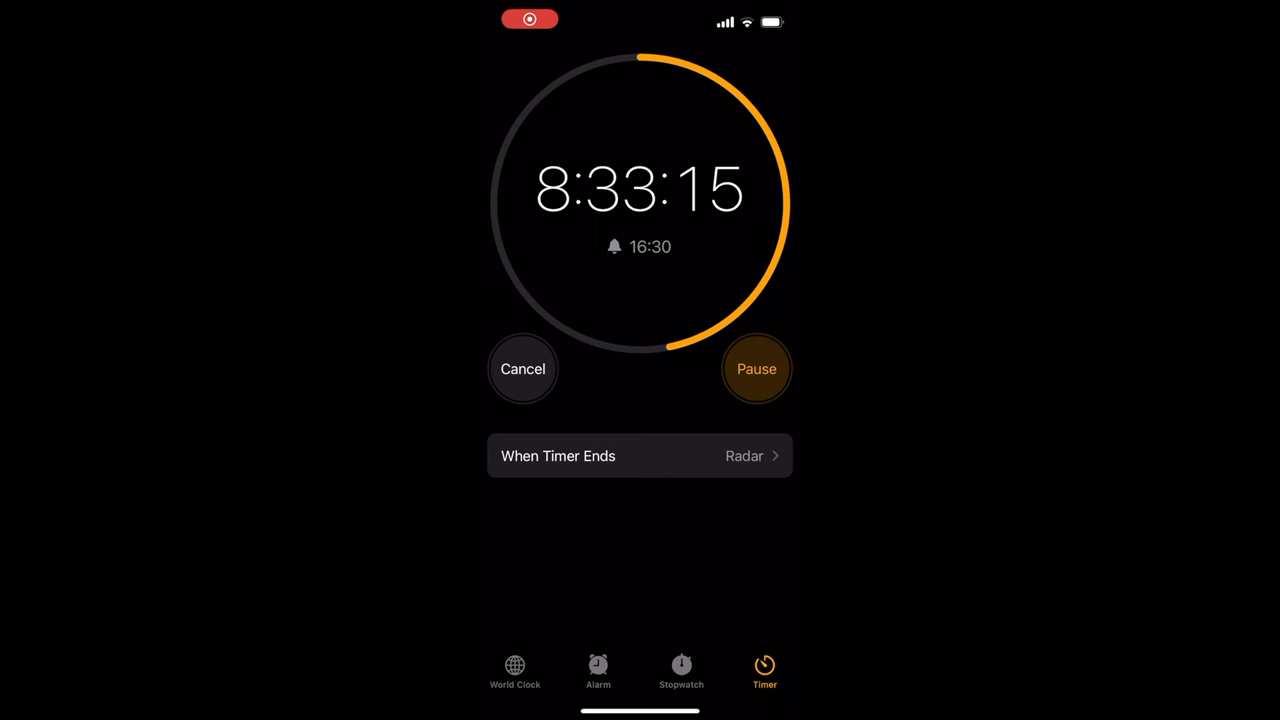 8:33:15
16:30
Cancel
Pause
When Timer Ends
Radar
World Clock
Alarm
Stopwatch
Timer